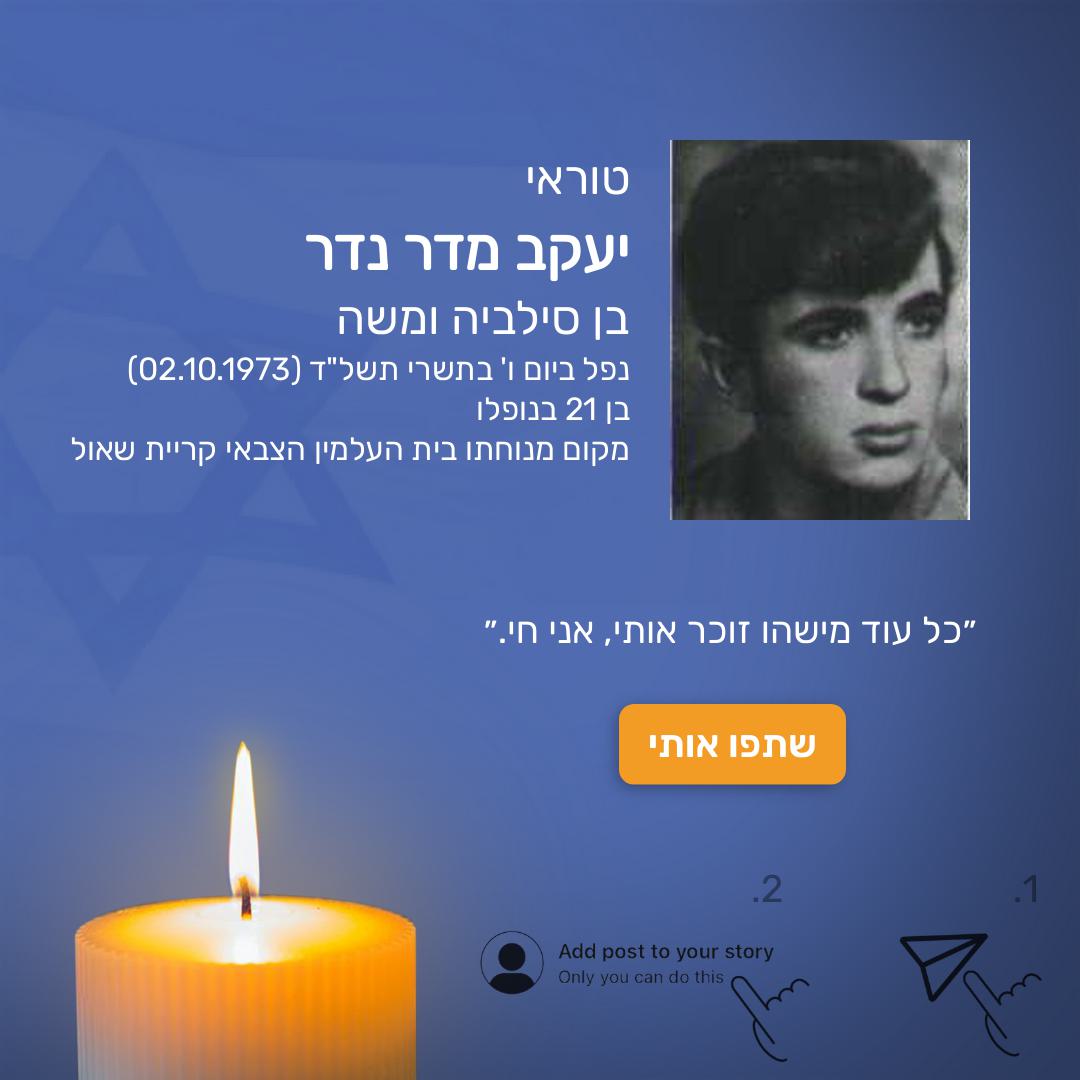 טוראי
יעקב מדר נדר
בן סילביה ומשה
נפל ביום ו' בתשרי תשל"ד (02.10.1973)
בן 21 בנופלו
מקום מנוחתו בית העלמין הצבאי קריית שאול
״כל עוד מישהו זוכר אותי, אני חי.״
שתפו אותי
1.
2.
Add post to your story
Only you can do this